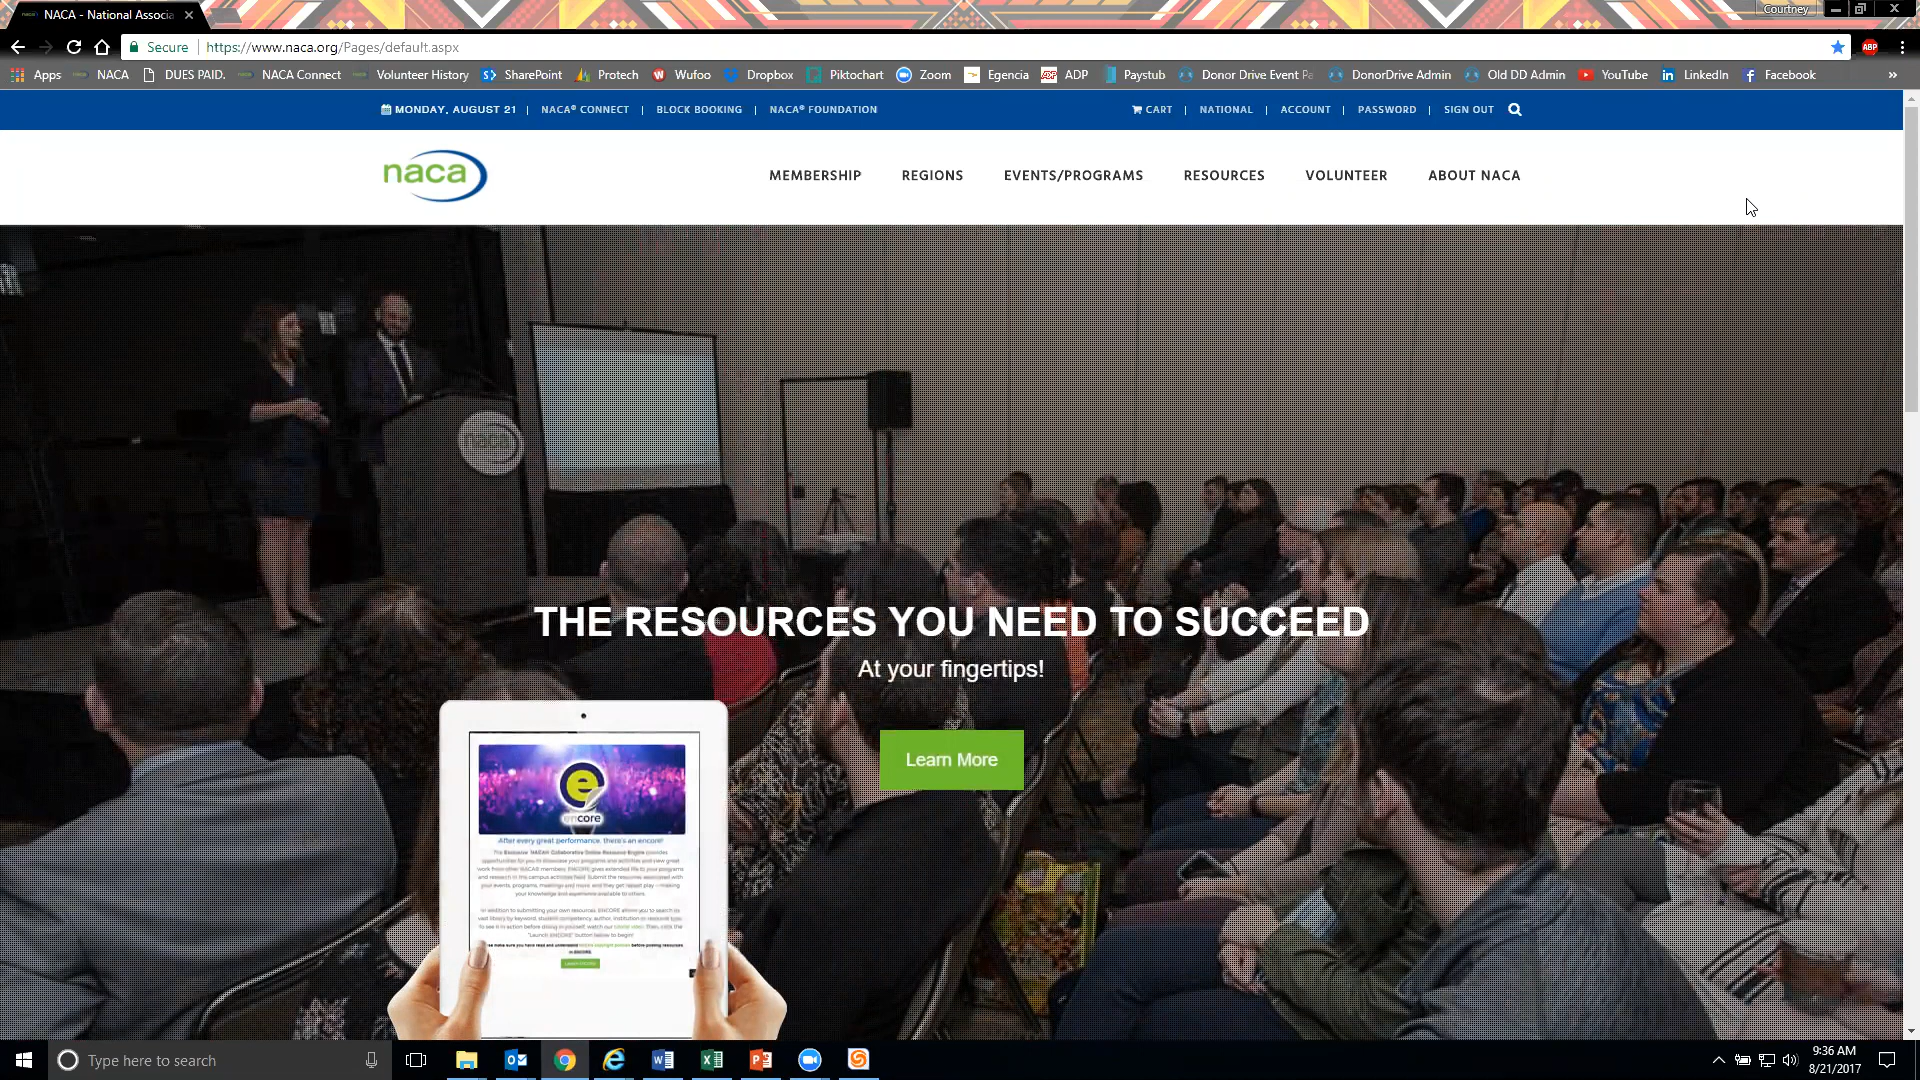 NACA - National Associa
Courtney
Secure
https://www.naca.org/Pages/default.aspx
ABP
Apps
NACA
DUES PAID.
NACA Connect
Volunteer History
SharePoint
Protech
Wufoo
Dropbox
Piktochart
Zoom
Egencia
ADP
Paystub
Donor Drive Event Pa
DonorDrive Admin
Old DD Admin
YouTube
LinkedIn
Facebook
MONDAY, AUGUST 21 | NACA® CONNECT | BLOCK BOOKING | NACA® FOUNDATION
CART | NATIONAL | ACCOUNT | PASSWORD | SIGN OUT
naca
MEMBERSHIP
REGIONS
EVENTS/PROGRAMS
RESOURCES
VOLUNTEER
ABOUT NACA
naca
THE RESOURCES YOU NEED TO SUCCEED
At your fingertips!
Learn More
e
encore
After every great performance, there's an encore!
Type here to search
9:36 AM
8/21/2017